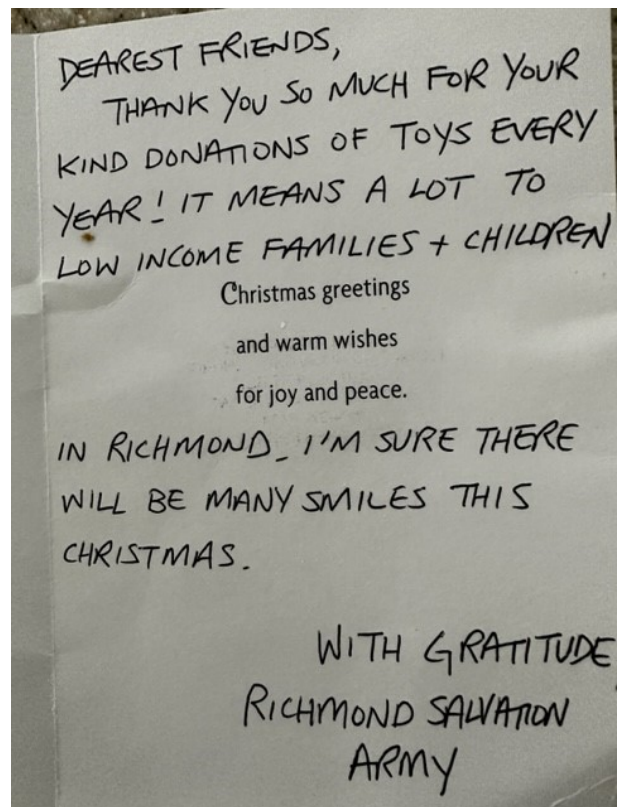 DEAREST FRIENDS,
THANK YOU SO MUCH FOR YOUR
KIND DONATIONS OF TOYS EVERY
YEAR! IT MEANS A LOT TO
LOW INCOME FAMILIES + CHILDREN
Christmas greetings
and warm wishes
for joy and peace.
IN RICHMOND_ I'M SURE THERE
WILL BE MANY SMILES THIS
CHRISTMAS.
WITH GRATITUDE
RICHMOND SALVATION
ARMY